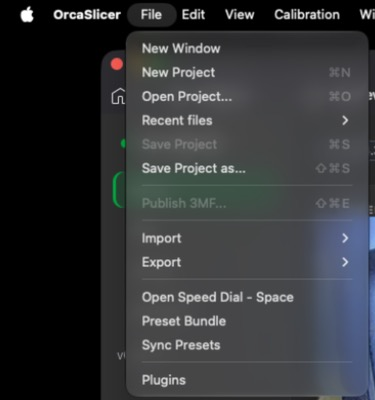 OrcaSlicer File Edit View Calibration Wi
New Window
New Project ⌘N
Open Project... ⌘O
Recent files >
Save Project ⌘S
Save Project as... ⇧⌘S
Publish 3MF... ⇧⌘E
Import >
Export >
Open Speed Dial - Space
Preset Bundle
Sync Presets
Plugins